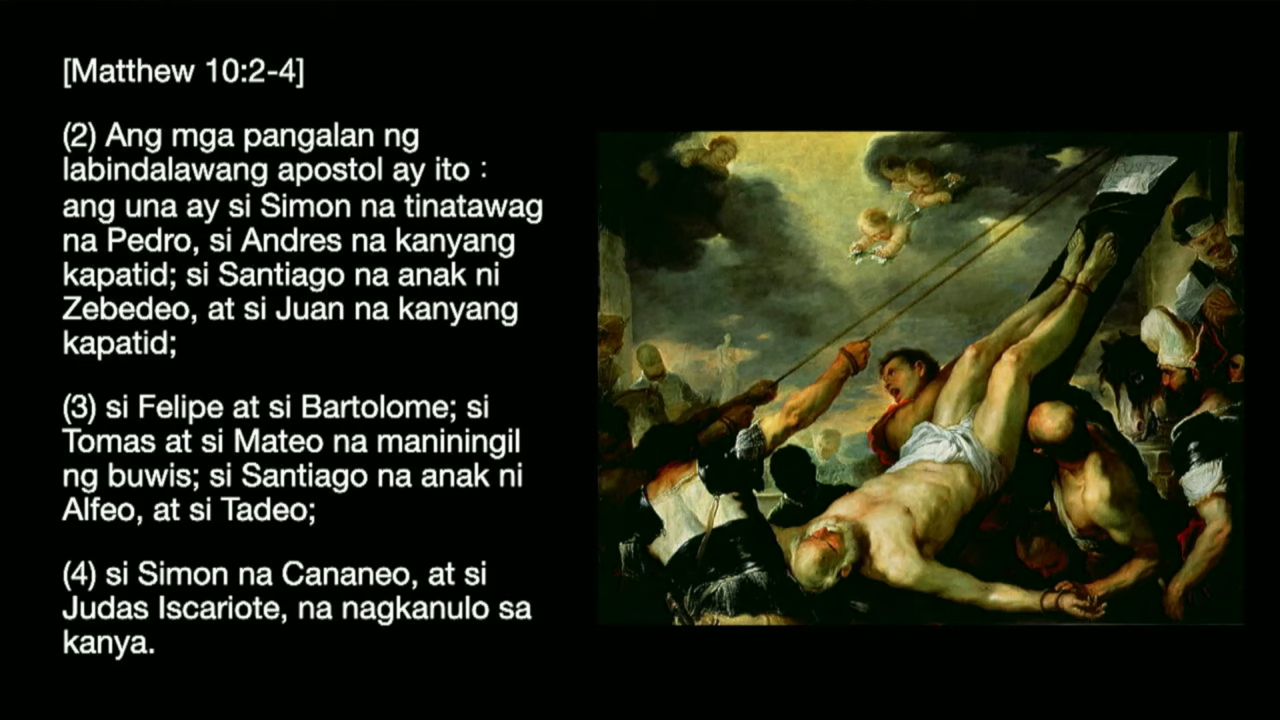 [Matthew 10:2-4]
(2) Ang mga pangalan ng
labindalawang apostol ay ito :
ang una ay si Simon na tinatawag
na Pedro, si Andres na kanyang
kapatid; si Santiago na anak ni
Zebedeo, at si Juan na kanyang
kapatid;
(3) si Felipe at si Bartolome; si
Tomas at si Mateo na maniningil
ng buwis; si Santiago na anak ni
Alfeo, at si Tadeo;
(4) si Simon na Cananeo, at si
Judas Iscariote, na nagkanulo sa
kanya.